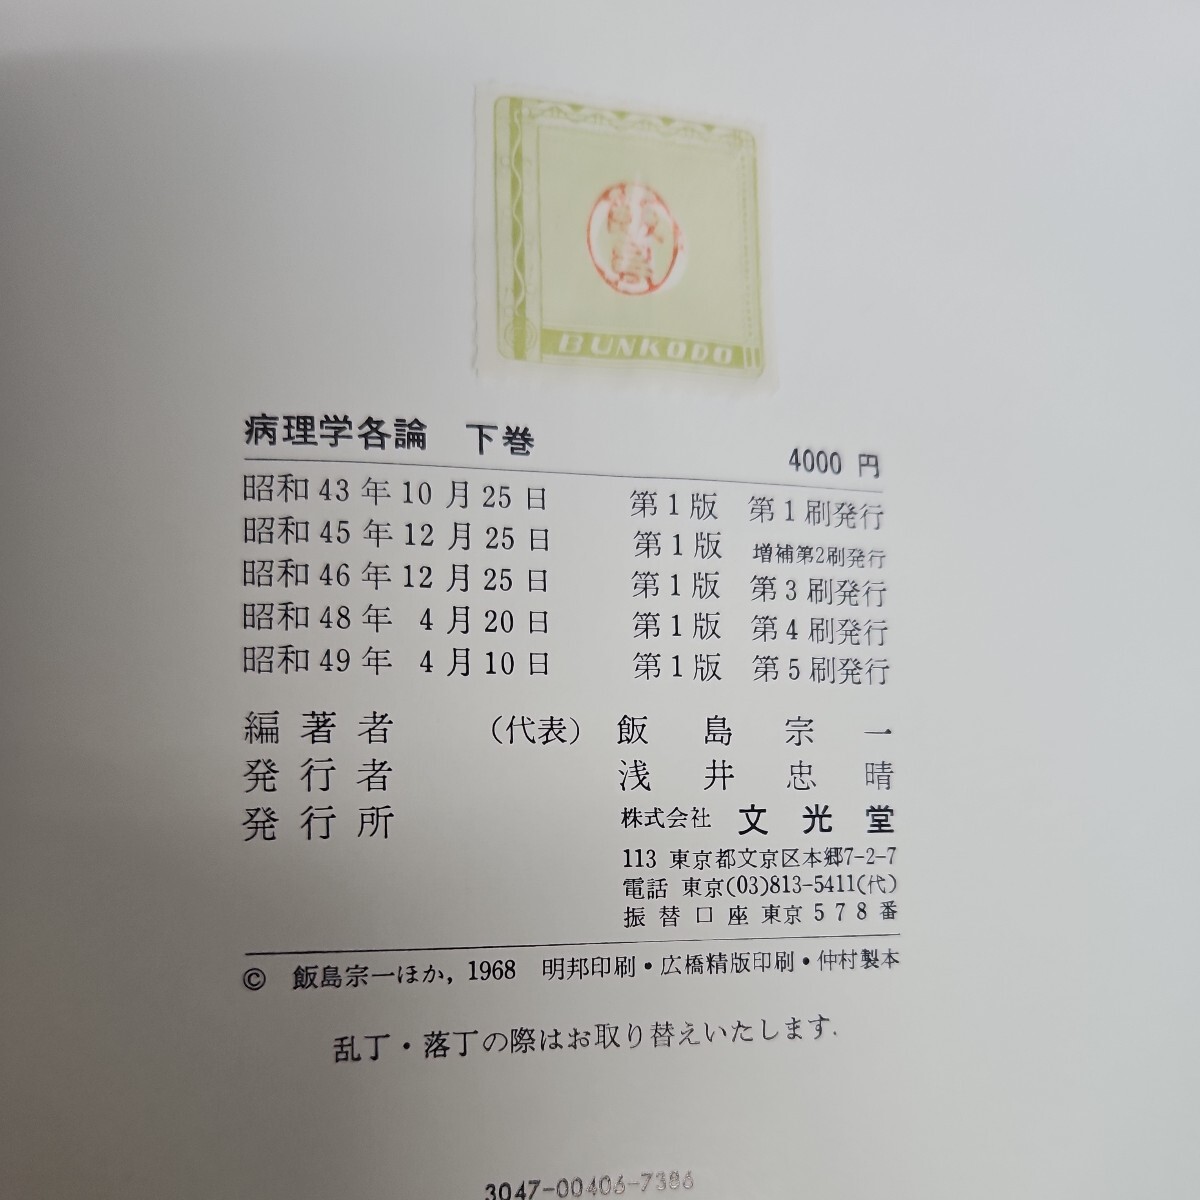 BUNKODO
病理学各論 下巻 4000 円
昭和 43 年 10 月 25 日 第 1 版 第 1 刷発行
昭和 45 年 12 月 25 日 第 1 版 増補第2刷発行
昭和 46 年 12 月 25 日 第 1 版 第 3 刷発行
昭和 48 年 4 月 20 日 第 1 版 第 4 刷発行
昭和 49 年 4 月 10 日 第 1 版 第 5 刷発行
編著者 (代表) 飯島宗一
発行者 浅井忠晴
発行所 株式会社 文光堂
113 東京都文京区本郷7-2-7
電話 東京(03)813-5411(代)
振替口座 東京 578 番
© 飯島宗一ほか, 1968 明邦印刷・広橋精版印刷・仲村製本
乱丁・落丁の際はお取り替えいたします.
3047-00406-7386